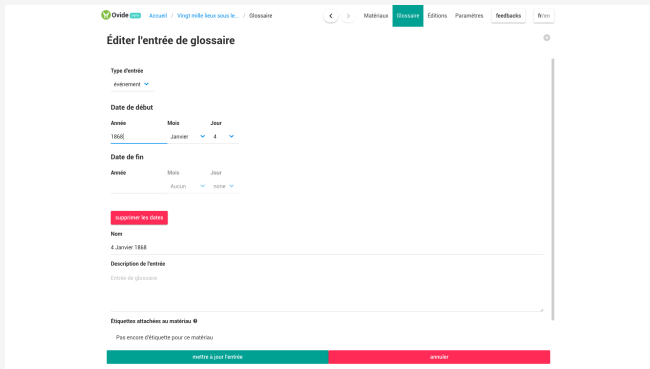 Ovide beta Accueil / Vingt mille lieux sous le... / Glossaire Matériaux Glossaire Éditions Paramètres feedbacks fr/en
Éditer l'entrée de glossaire
Type d'entrée
événement
Date de début
Année Mois Jour
1868 Janvier 4
Date de fin
Année Mois Jour
Aucun none
supprimer les dates
Nom
4 Janvier 1868
Description de l'entrée
Entrée de glossaire
Étiquettes attachées au matériau
Pas encore d'étiquette pour ce matériau
mettre à jour l'entrée annuler